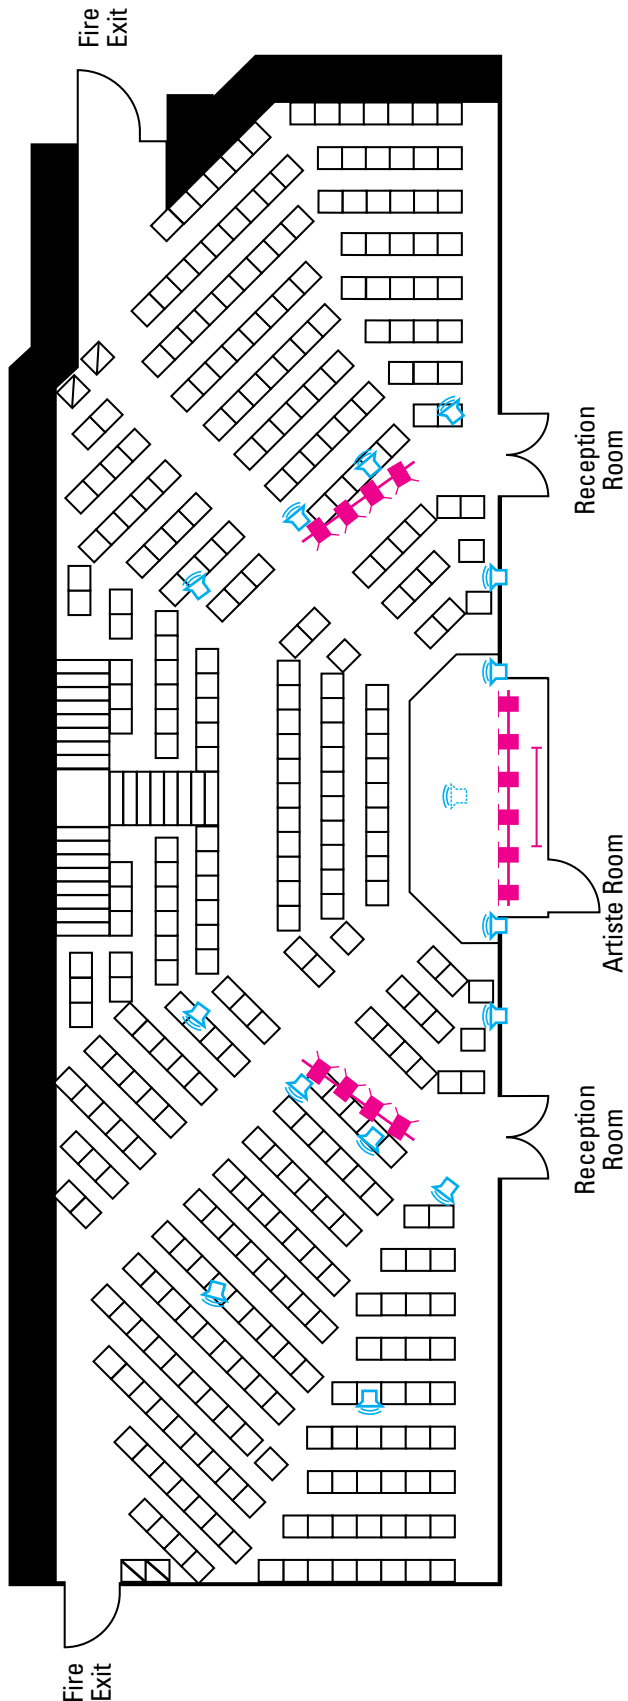 Fire
Exit
Reception
Room
Artiste Room
Reception
Room
Fire
Exit